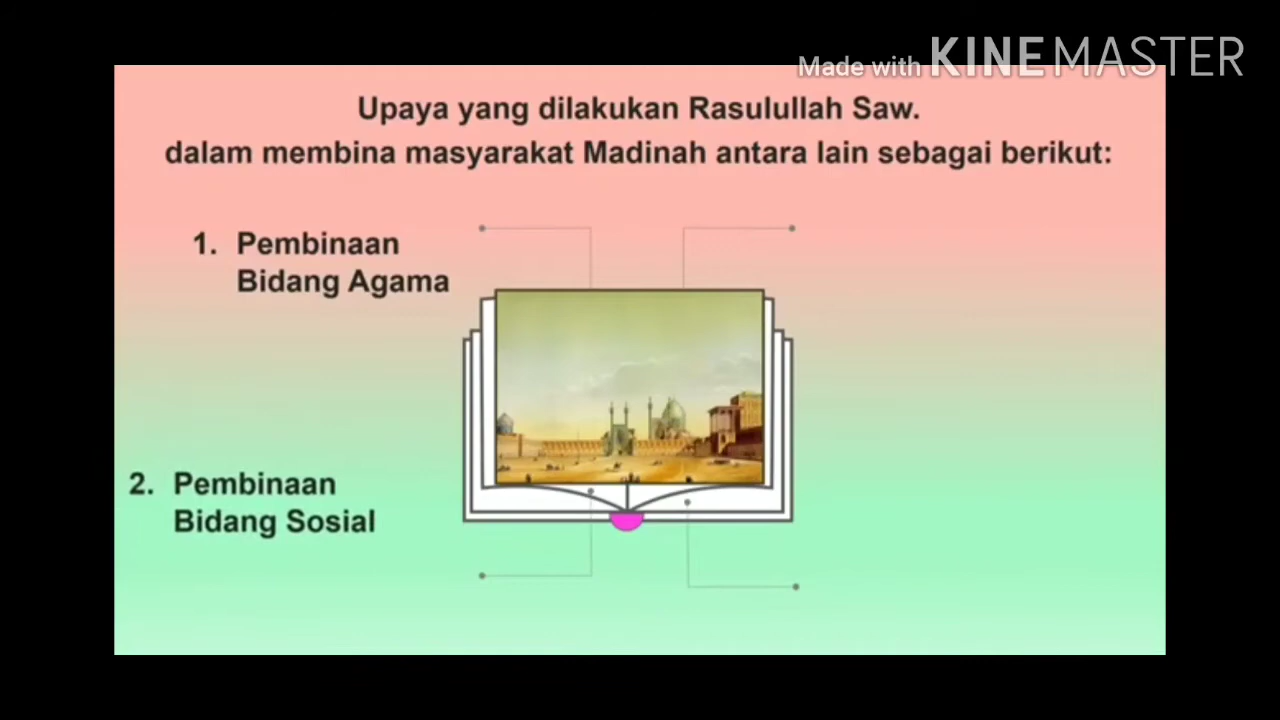 Made with KINEMASTER
Upaya yang dilakukan Rasulullah Saw.
dalam membina masyarakat Madinah antara lain sebagai berikut:
1. Pembinaan
Bidang Agama
2. Pembinaan
Bidang Sosial